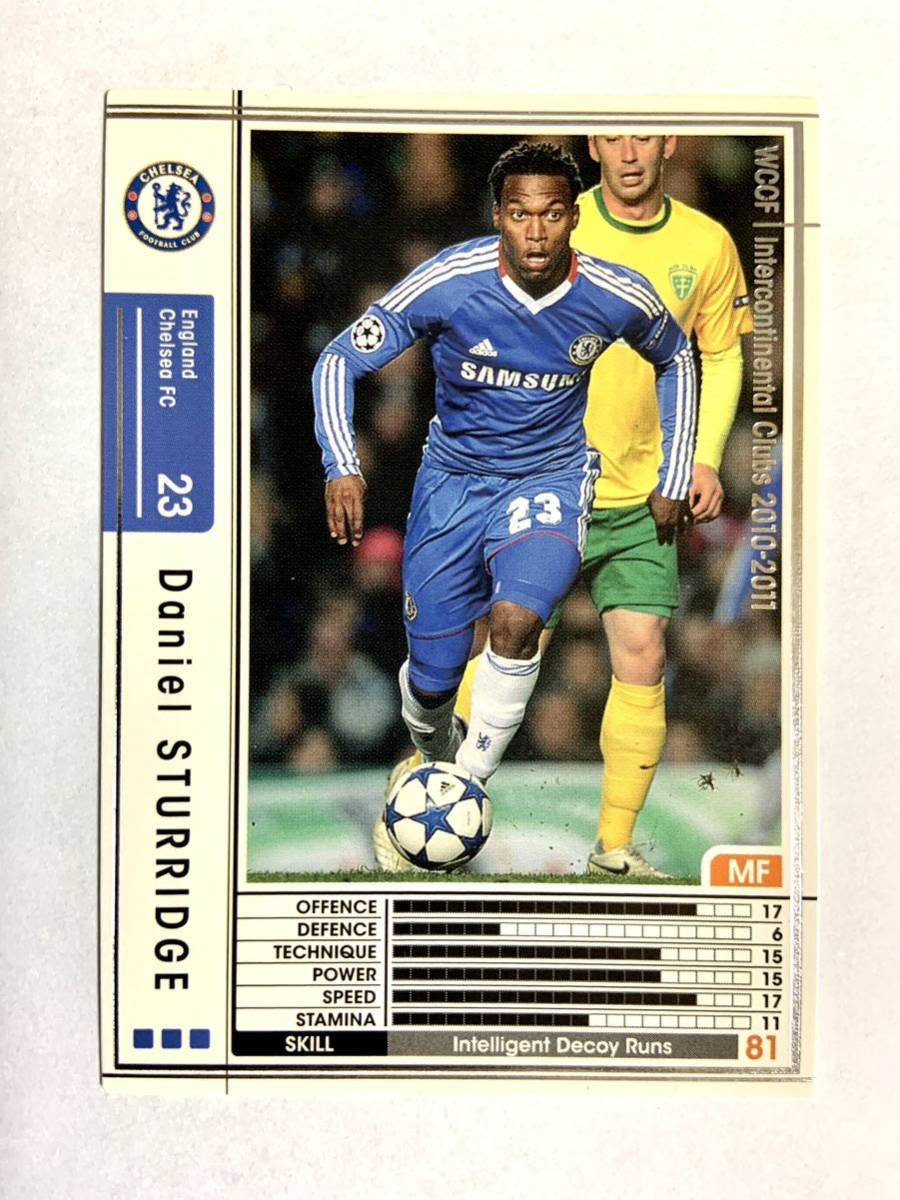 CHELSEA
FOOTBALL CLUB
England
Chelsea FC
23
Daniel STURRIDGE
WCCF | Intercontinental Clubs 2010-2011
adidas
SAMSUNG
23
MF
OFFENCE 17
DEFENCE 6
TECHNIQUE 15
POWER 15
SPEED 17
STAMINA 11
SKILL Intelligent Decoy Runs 81